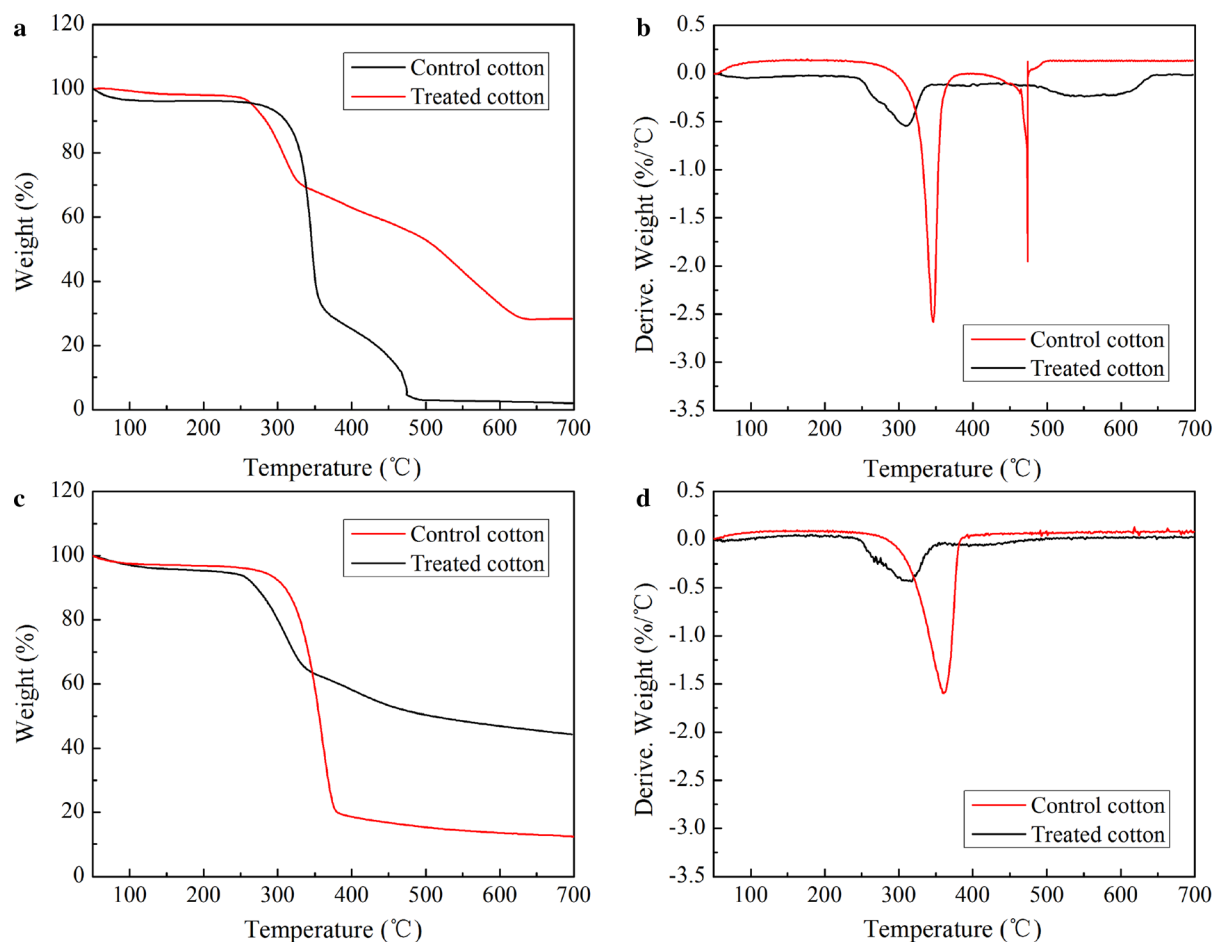 a
120
100
80
60
40
20
0
Weight (%)
Control cotton
Treated cotton
100 200 300 400 500 600 700
Temperature (℃)
b
0.5
0.0
-0.5
-1.0
-1.5
-2.0
-2.5
-3.0
-3.5
Derive. Weight (%/℃)
Control cotton
Treated cotton
100 200 300 400 500 600 700
Temperature (℃)
c
120
100
80
60
40
20
0
Weight (%)
Control cotton
Treated cotton
100 200 300 400 500 600 700
Temperature (℃)
d
0.5
0.0
-0.5
-1.0
-1.5
-2.0
-2.5
-3.0
-3.5
Derive. Weight (%/℃)
Control cotton
Treated cotton
100 200 300 400 500 600 700
Temperature (℃)